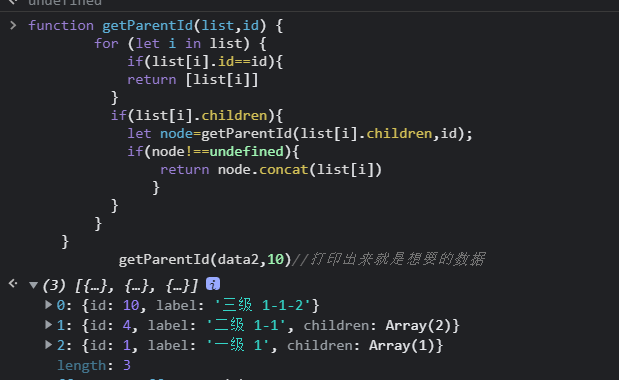 undefined
function getParentId(list,id) {
for (let i in list) {
if(list[i].id==id){
return [list[i]]
}
if(list[i].children){
let node=getParentId(list[i].children,id);
if(node!==undefined){
return node.concat(list[i])
}
}
}
}
getParentId(data2,10)//打印出来就是想要的数据
(3) [{…}, {…}, {…}]
0: {id: 10, label: '三级 1-1-2'}
1: {id: 4, label: '二级 1-1', children: Array(2)}
2: {id: 1, label: '一级 1', children: Array(1)}
length: 3